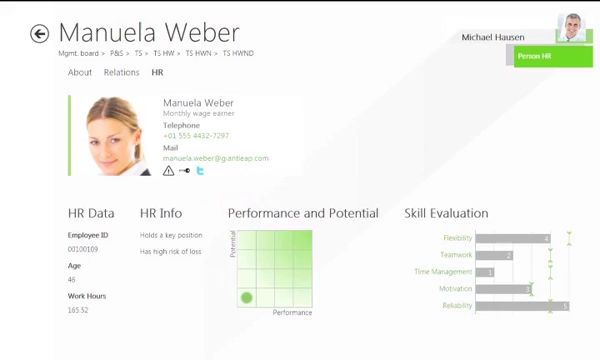 Manuela Weber
Michael Hausen
Mgmt. board > P&S > TS > TS HW > TS HWN > TS HWND
Person HR
About Relations HR
Manuela Weber
Monthly wage earner
Telephone
+01 555 4432-7297
Mail
manuela.weber@giantleap.com
HR Data
HR Info
Performance and Potential
Skill Evaluation
Employee ID
00100109
Age
46
Work Hours
165.52
Holds a key position
Has high risk of loss
Potential
Performance
Flexibility 4
Teamwork 2
Time Management 1
Motivation 3
Reliability 5